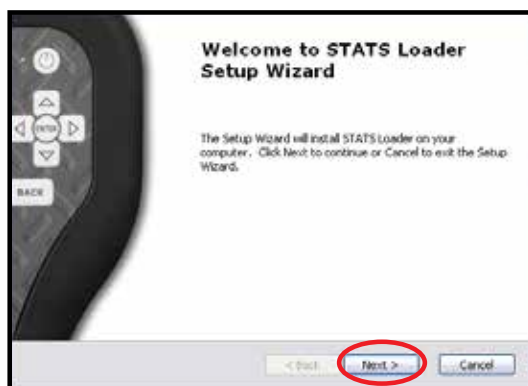 Welcome to STATS Loader
Setup Wizard
The Setup Wizard will install STATS Loader on your
computer. Click Next to continue or Cancel to exit the Setup
Wizard.
ENTER
BACK
< Back
Next >
Cancel